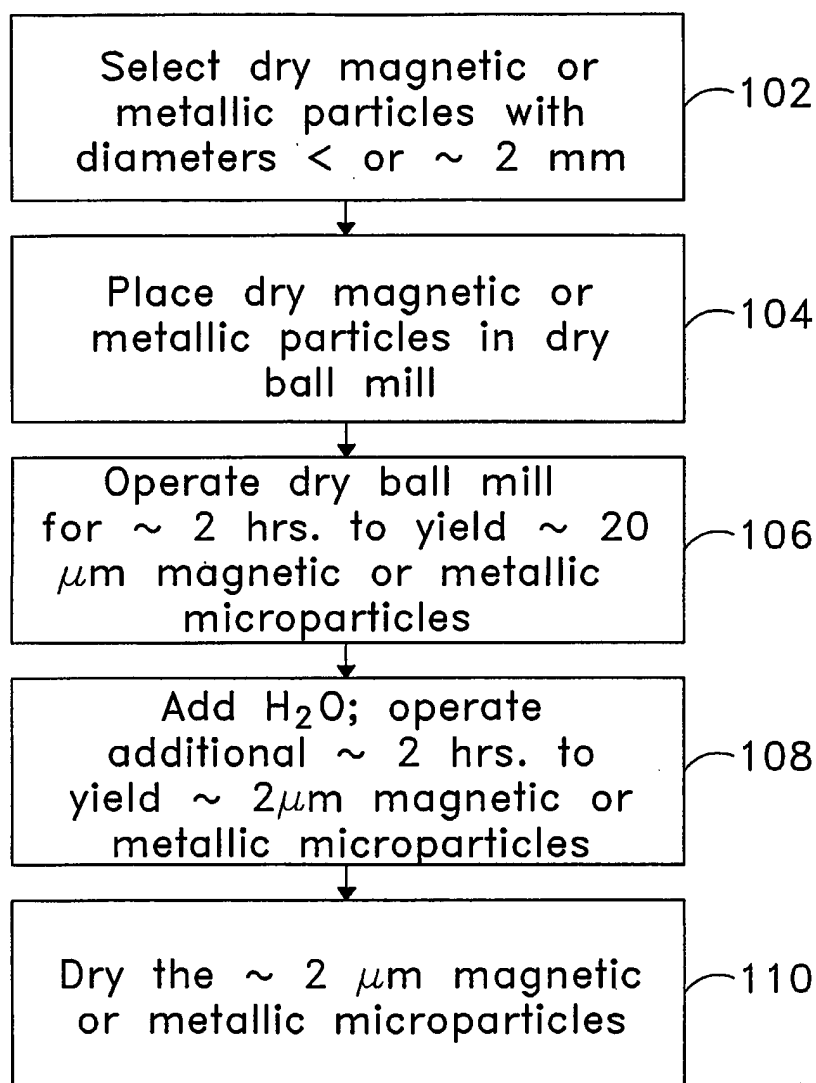 Select dry magnetic or
metallic particles with
diameters < or ~ 2 mm
102
Place dry magnetic or
metallic particles in dry
ball mill
104
Operate dry ball mill
for ~ 2 hrs. to yield ~ 20
μm magnetic or metallic
microparticles
106
Add H₂O; operate
additional ~ 2 hrs. to
yield ~ 2μm magnetic or
metallic microparticles
108
Dry the ~ 2 μm magnetic
or metallic microparticles
110